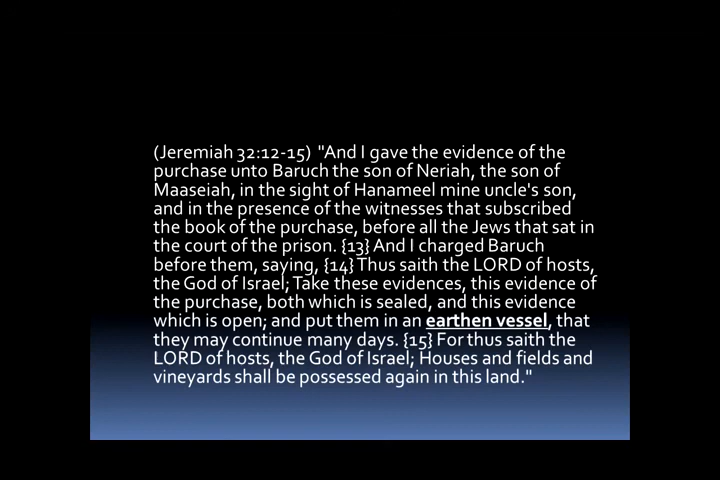 (Jeremiah 32:12-15) "And I gave the evidence of the
purchase unto Baruch the son of Neriah, the son of
Maaseiah, in the sight of Hanameel mine uncle's son,
and in the presence of the witnesses that subscribed
the book of the purchase, before all the Jews that sat in
the court of the prison. {13} And I charged Baruch
before them, saying, {14} Thus saith the LORD of hosts,
the God of Israel; Take these evidences, this evidence of
the purchase, both which is sealed, and this evidence
which is open; and put them in an earthen vessel, that
they may continue many days. {15} For thus saith the
LORD of hosts, the God of Israel; Houses and fields and
vineyards shall be possessed again in this land."